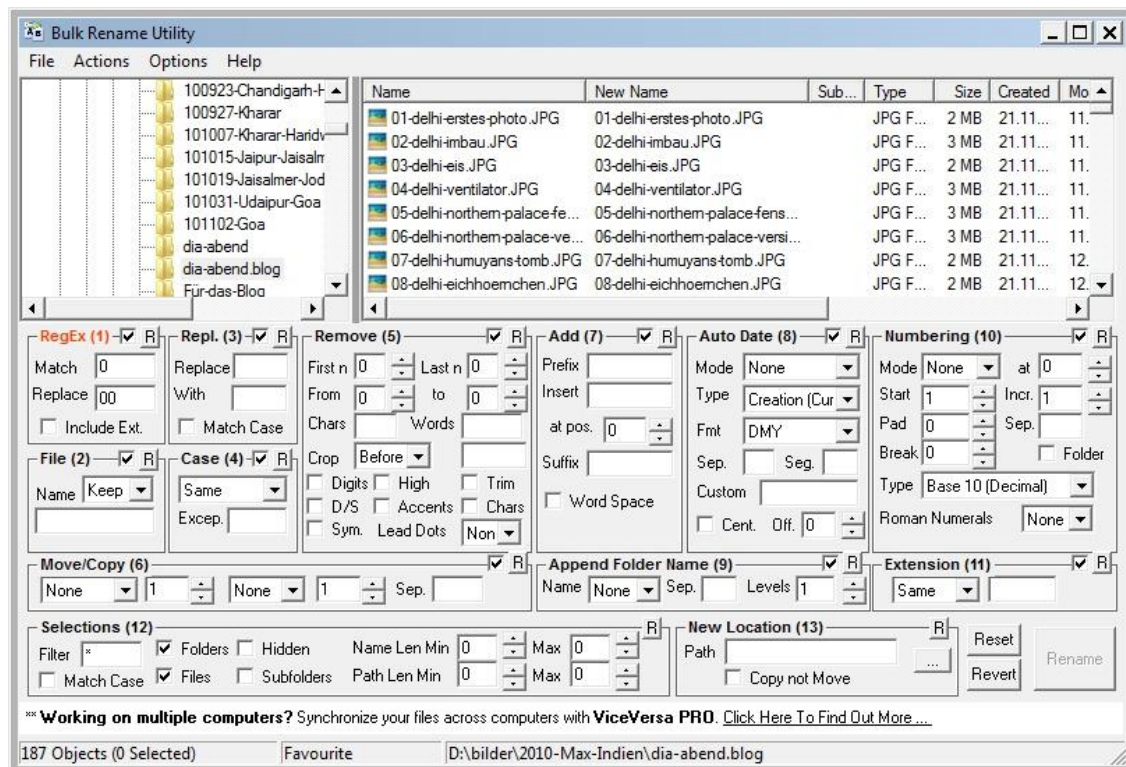 Bulk Rename Utility
File Actions Options Help
100923-Chandigarh-H
100927-Kharar
101007-Kharar-Haridv
101015-Jaipur-Jaisalm
101019-Jaisalmer-Jod
101031-Udaipur-Goa
101102-Goa
dia-abend
dia-abend.blog
Für-das-Blog
Name New Name Sub... Type Size Created Mo
01-delhi-erstes-photo.JPG 01-delhi-erstes-photo.JPG JPG F... 2 MB 21.11... 11.
02-delhi-imbau.JPG 02-delhi-imbau.JPG JPG F... 3 MB 21.11... 11.
03-delhi-eis.JPG 03-delhi-eis.JPG JPG F... 2 MB 21.11... 11.
04-delhi-ventilator.JPG 04-delhi-ventilator.JPG JPG F... 3 MB 21.11... 11.
05-delhi-northern-palace-fe... 05-delhi-northern-palace-fens... JPG F... 3 MB 21.11... 11.
06-delhi-northern-palace-ve... 06-delhi-northern-palace-versi... JPG F... 3 MB 21.11... 11.
07-delhi-humuyans-tomb.JPG 07-delhi-humuyans-tomb.JPG JPG F... 2 MB 21.11... 12.
08-delhi-eichhoernchen.JPG 08-delhi-eichhoernchen.JPG JPG F... 2 MB 21.11... 12.
RegEx (1) R
Match 0
Replace 00
Include Ext.
Repl. (3) R
Replace
With
Match Case
Remove (5) R
First n 0 Last n 0
From 0 to 0
Chars Words
Crop Before
Digits High Trim
D/S Accents Chars
Sym. Lead Dots Non
Add (7) R
Prefix
Insert
at pos. 0
Suffix
Word Space
Auto Date (8) R
Mode None
Type Creation (Cur
Fmt DMY
Sep. Seg.
Custom
Cent. Off. 0
Numbering (10) R
Mode None at 0
Start 1 Incr. 1
Pad 0 Sep.
Break 0 Folder
Type Base 10 (Decimal)
Roman Numerals None
File (2) R
Name Keep
Case (4) R
Same
Excep.
Move/Copy (6) R
None 1 None 1 Sep.
Append Folder Name (9) R
Name None Sep. Levels 1
Extension (11) R
Same
Selections (12) R
Filter * Folders Hidden Name Len Min 0 Max 0
Match Case Files Subfolders Path Len Min 0 Max 0
New Location (13) R
Path ...
Copy not Move
Reset
Revert
Rename
** Working on multiple computers? Synchronize your files across computers with ViceVersa PRO. Click Here To Find Out More ...
187 Objects (0 Selected) Favourite D:\bilder\2010-Max-Indien\dia-abend.blog